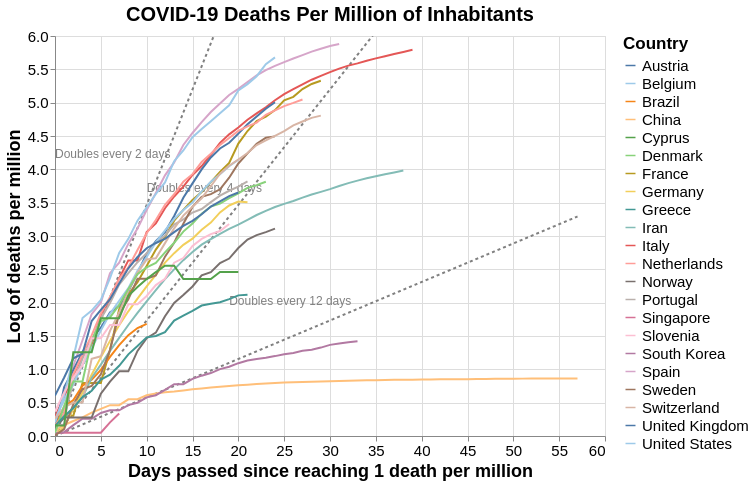 COVID-19 Deaths Per Million of Inhabitants
Log of deaths per million
6.0
5.5
5.0
4.5
4.0
3.5
3.0
2.5
2.0
1.5
1.0
0.5
0.0
Doubles every 2 days
Doubles every 4 days
Doubles every 12 days
0 5 10 15 20 25 30 35 40 45 50 55 60
Days passed since reaching 1 death per million
Country
Austria
Belgium
Brazil
China
Cyprus
Denmark
France
Germany
Greece
Iran
Italy
Netherlands
Norway
Portugal
Singapore
Slovenia
South Korea
Spain
Sweden
Switzerland
United Kingdom
United States